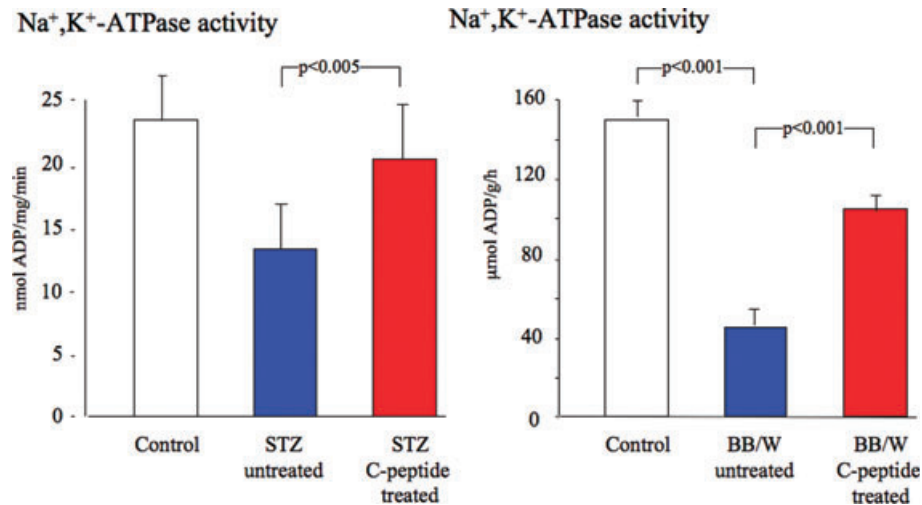 Na⁺,K⁺-ATPase activity
p<0.005
25
20
15
10
5
0
nmol ADP/mg/min
Control
STZ
untreated
STZ
C-peptide
treated
Na⁺,K⁺-ATPase activity
p<0.001
p<0.001
160
120
80
40
0
μmol ADP/g/h
Control
BB/W
untreated
BB/W
C-peptide
treated